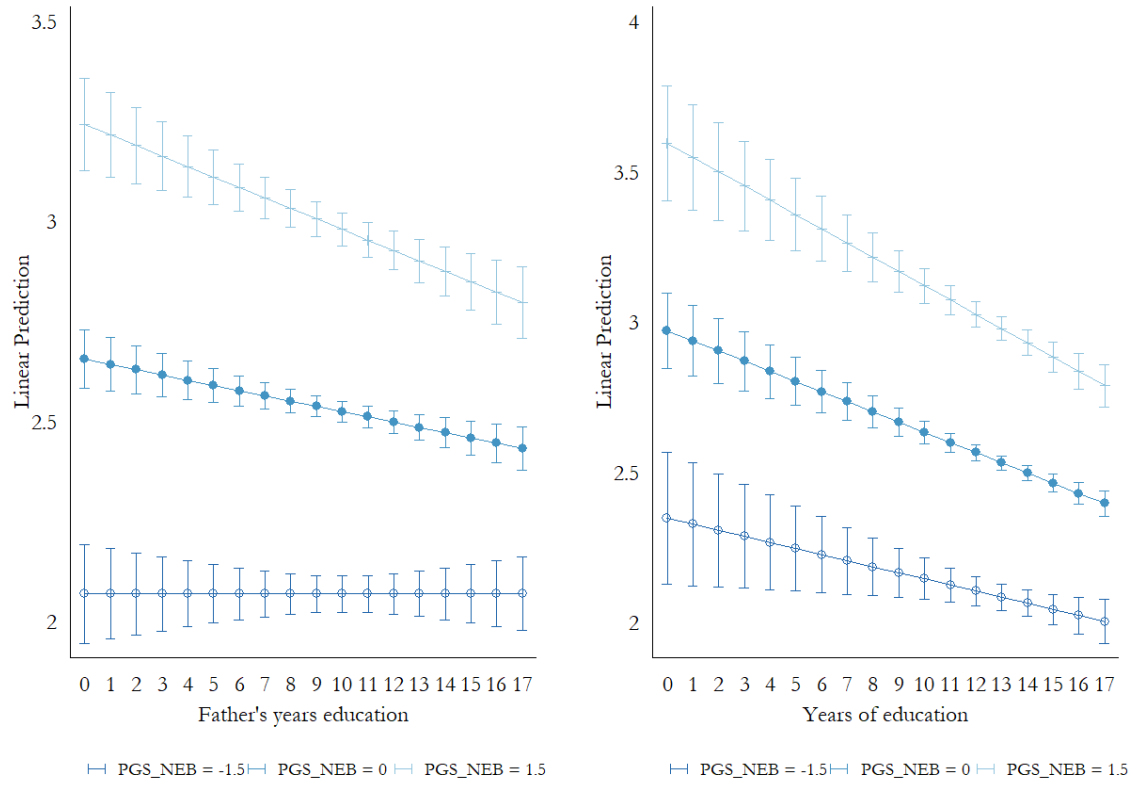 3.5
3
2.5
2
Linear Prediction
0 1 2 3 4 5 6 7 8 9 10 11 12 13 14 15 16 17
Father's years education
PGS_NEB = -1.5 PGS_NEB = 0 PGS_NEB = 1.5
4
3.5
3
2.5
2
Linear Prediction
0 1 2 3 4 5 6 7 8 9 10 11 12 13 14 15 16 17
Years of education
PGS_NEB = -1.5 PGS_NEB = 0 PGS_NEB = 1.5